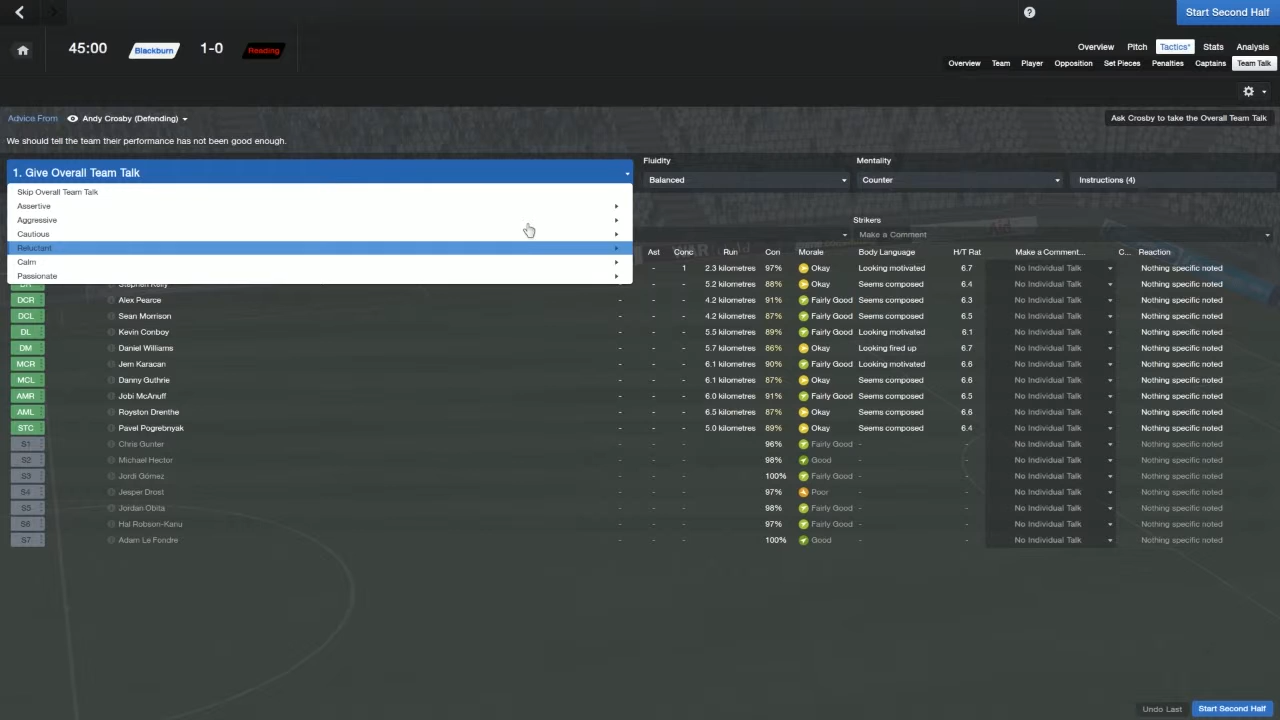 Start Second Half
45:00 Blackburn 1-0 Reading
Overview Pitch Tactics* Stats Analysis
Overview Team Player Opposition Set Pieces Penalties Captains Team Talk
Advice From Andy Crosby (Defending) Ask Crosby to take the Overall Team Talk
We should tell the team their performance has not been good enough.
Fluidity Mentality
1. Give Overall Team Talk Balanced Counter Instructions (4)
Skip Overall Team Talk
Assertive
Aggressive Strikers
Cautious Make a Comment
Reluctant Ast Conc Run Con Morale Body Language H/T Rat Make a Comment... C... Reaction
Calm - - 1 2.3 kilometres 97% Okay Looking motivated 6.7 No Individual Talk Nothing specific noted
Passionate
- - - 5.2 kilometres 88% Okay Seems composed 6.4 No Individual Talk Nothing specific noted
DCR Alex Pearce - - - 4.2 kilometres 91% Fairly Good Seems composed 6.3 No Individual Talk Nothing specific noted
DCL Sean Morrison - - - 4.2 kilometres 87% Fairly Good Seems composed 6.5 No Individual Talk Nothing specific noted
DL Kevin Conboy - - - 5.5 kilometres 89% Fairly Good Looking motivated 6.1 No Individual Talk Nothing specific noted
DM Daniel Williams - - - 5.7 kilometres 86% Okay Looking fired up 6.7 No Individual Talk Nothing specific noted
MCR Jem Karacan - - - 6.1 kilometres 90% Fairly Good Looking motivated 6.6 No Individual Talk Nothing specific noted
MCL Danny Guthrie - - - 6.1 kilometres 87% Okay Seems composed 6.6 No Individual Talk Nothing specific noted
AMR Jobi McAnuff - - - 6.0 kilometres 91% Fairly Good Seems composed 6.5 No Individual Talk Nothing specific noted
AML Royston Drenthe - - - 6.5 kilometres 87% Okay Seems composed 6.6 No Individual Talk Nothing specific noted
STC Pavel Pogrebnyak - - - 5.0 kilometres 89% Okay Seems composed 6.4 No Individual Talk Nothing specific noted
S1 Chris Gunter - - - 96% Fairly Good - - No Individual Talk Nothing specific noted
S2 Michael Hector - - - 98% Good - - No Individual Talk Nothing specific noted
S3 Jordi Gómez - - - 100% Fairly Good - - No Individual Talk Nothing specific noted
S4 Jesper Drost - - - 97% Poor - - No Individual Talk Nothing specific noted
S5 Jordan Obita - - - 98% Fairly Good - - No Individual Talk Nothing specific noted
S6 Hal Robson-Kanu - - - 97% Fairly Good - - No Individual Talk Nothing specific noted
S7 Adam Le Fondre - - - 100% Good - - No Individual Talk Nothing specific noted
Undo Last Start Second Half